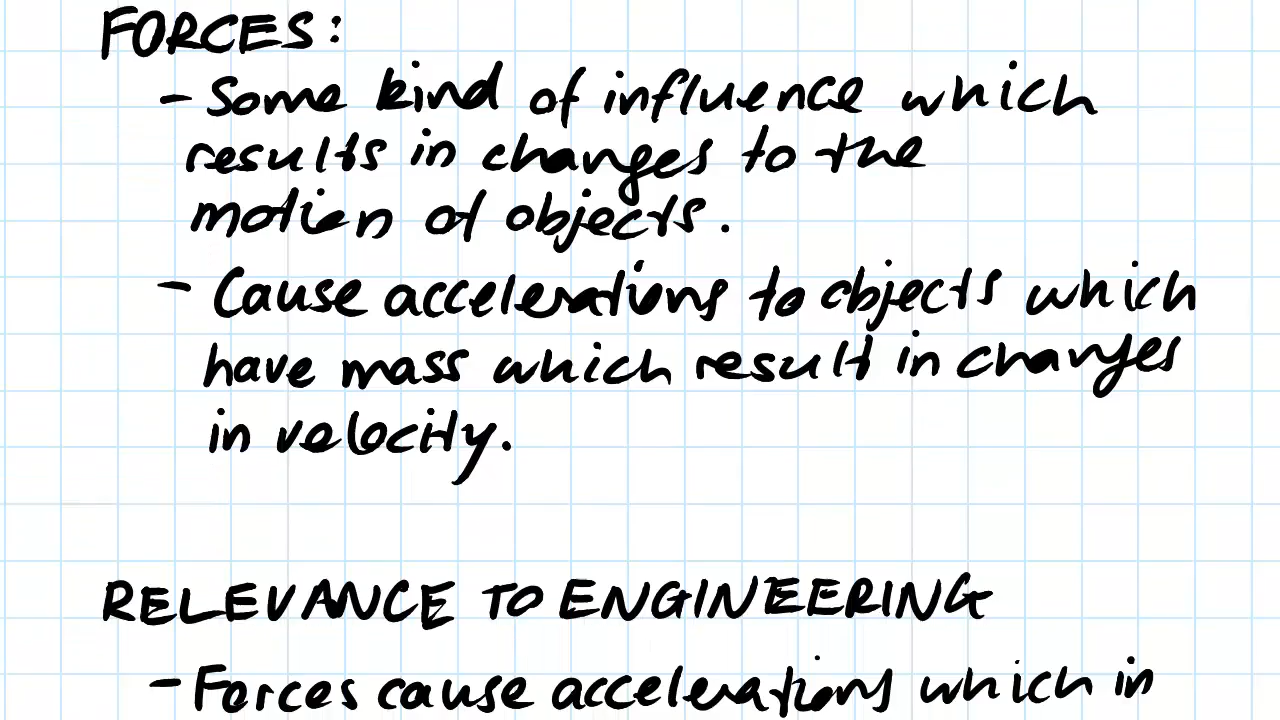 FORCES:
- Some kind of influence which
results in changes to the
motion of objects.
- Cause accelerations to objects which
have mass which result in changes
in velocity.
RELEVANCE TO ENGINEERING
- Forces cause accelerations which in